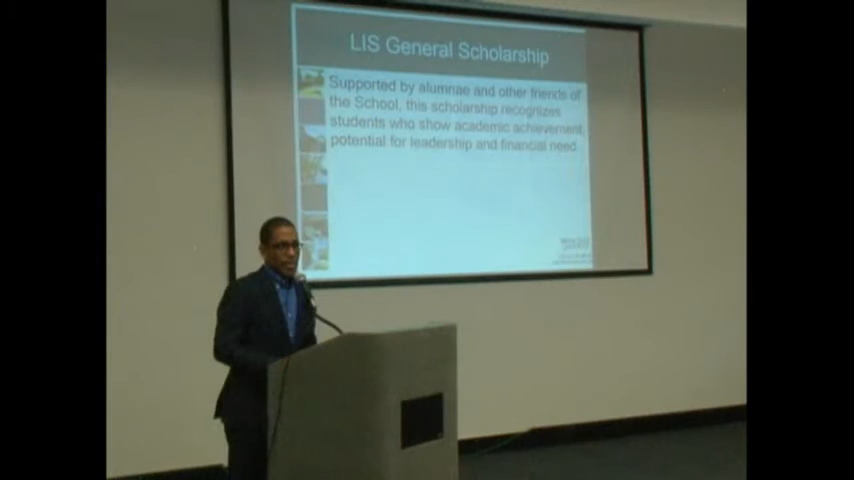 LIS General Scholarship
Supported by alumnae and other friends of
the School, this scholarship recognizes
students who show academic achievement,
potential for leadership and financial need